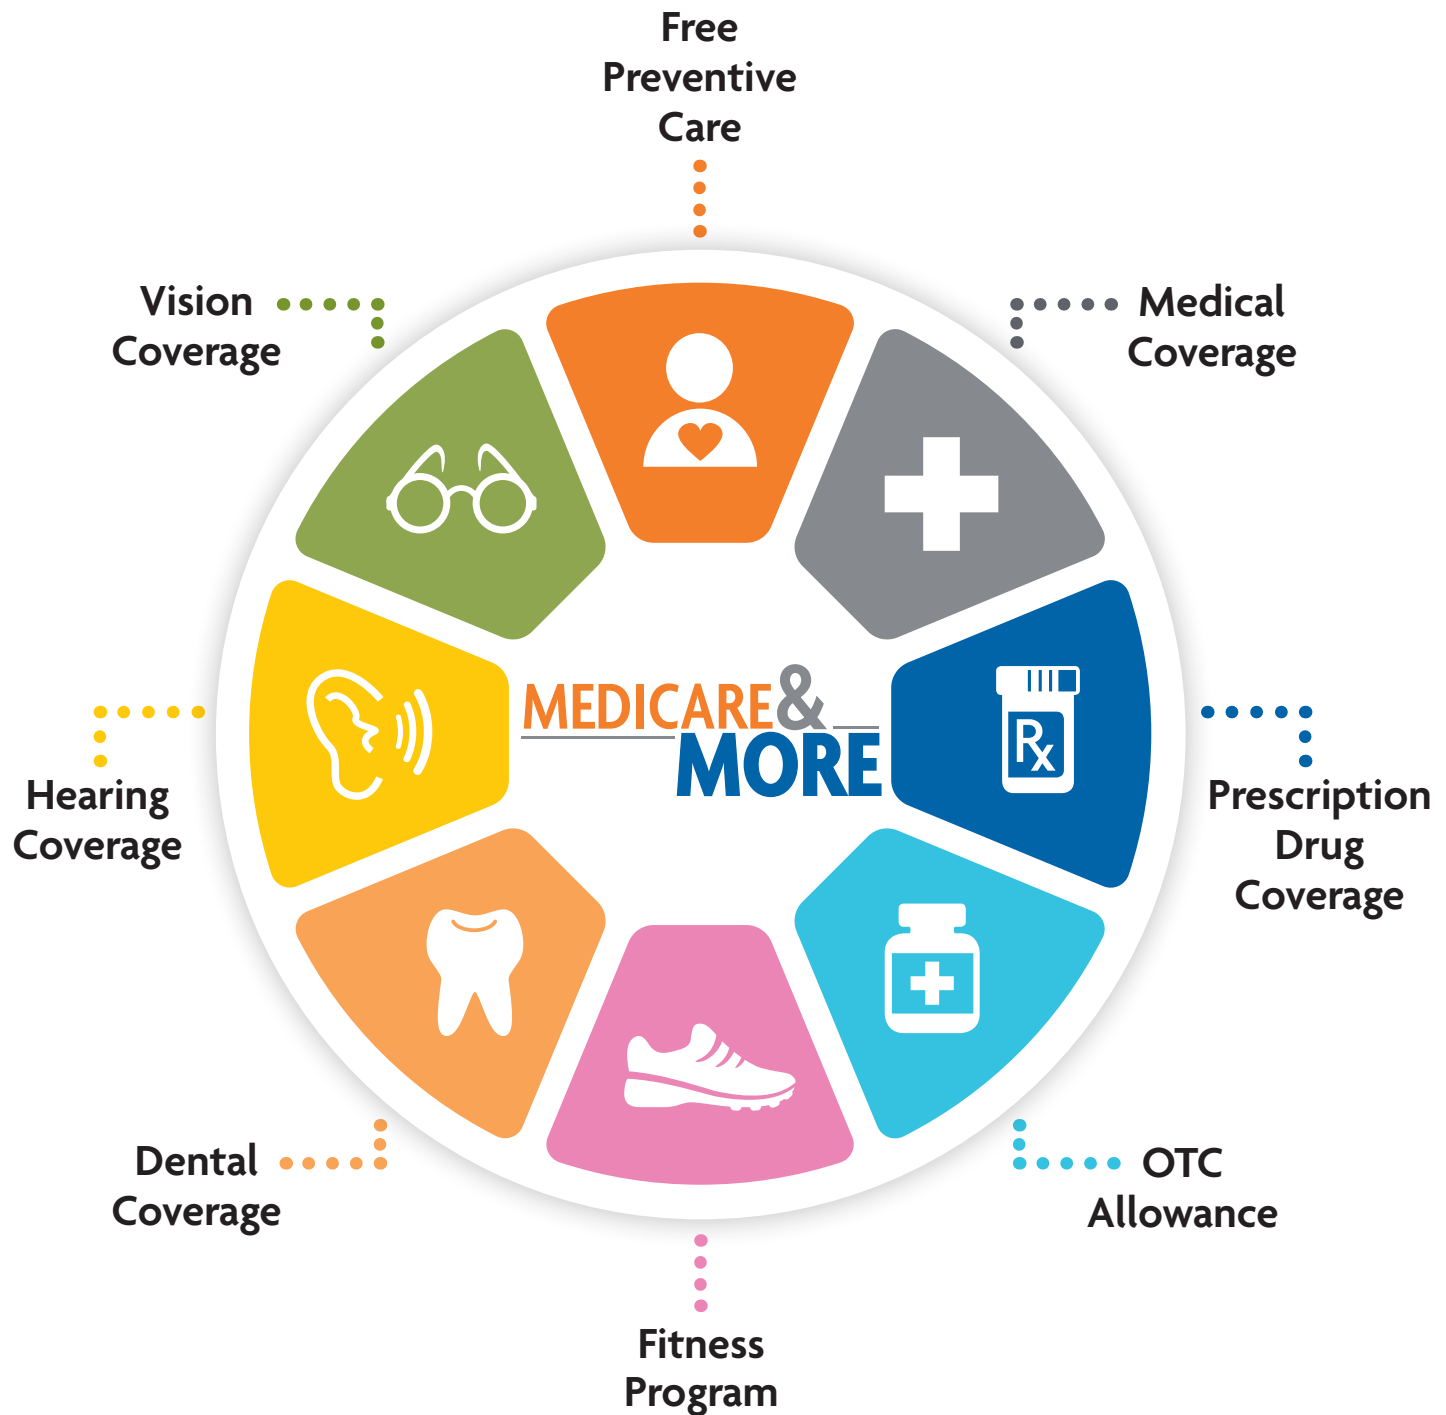 Free
Preventive
Care
Vision
Coverage
Medical
Coverage
MEDICARE&
MORE
Rx
Hearing
Coverage
Prescription
Drug
Coverage
Dental
Coverage
OTC
Allowance
Fitness
Program